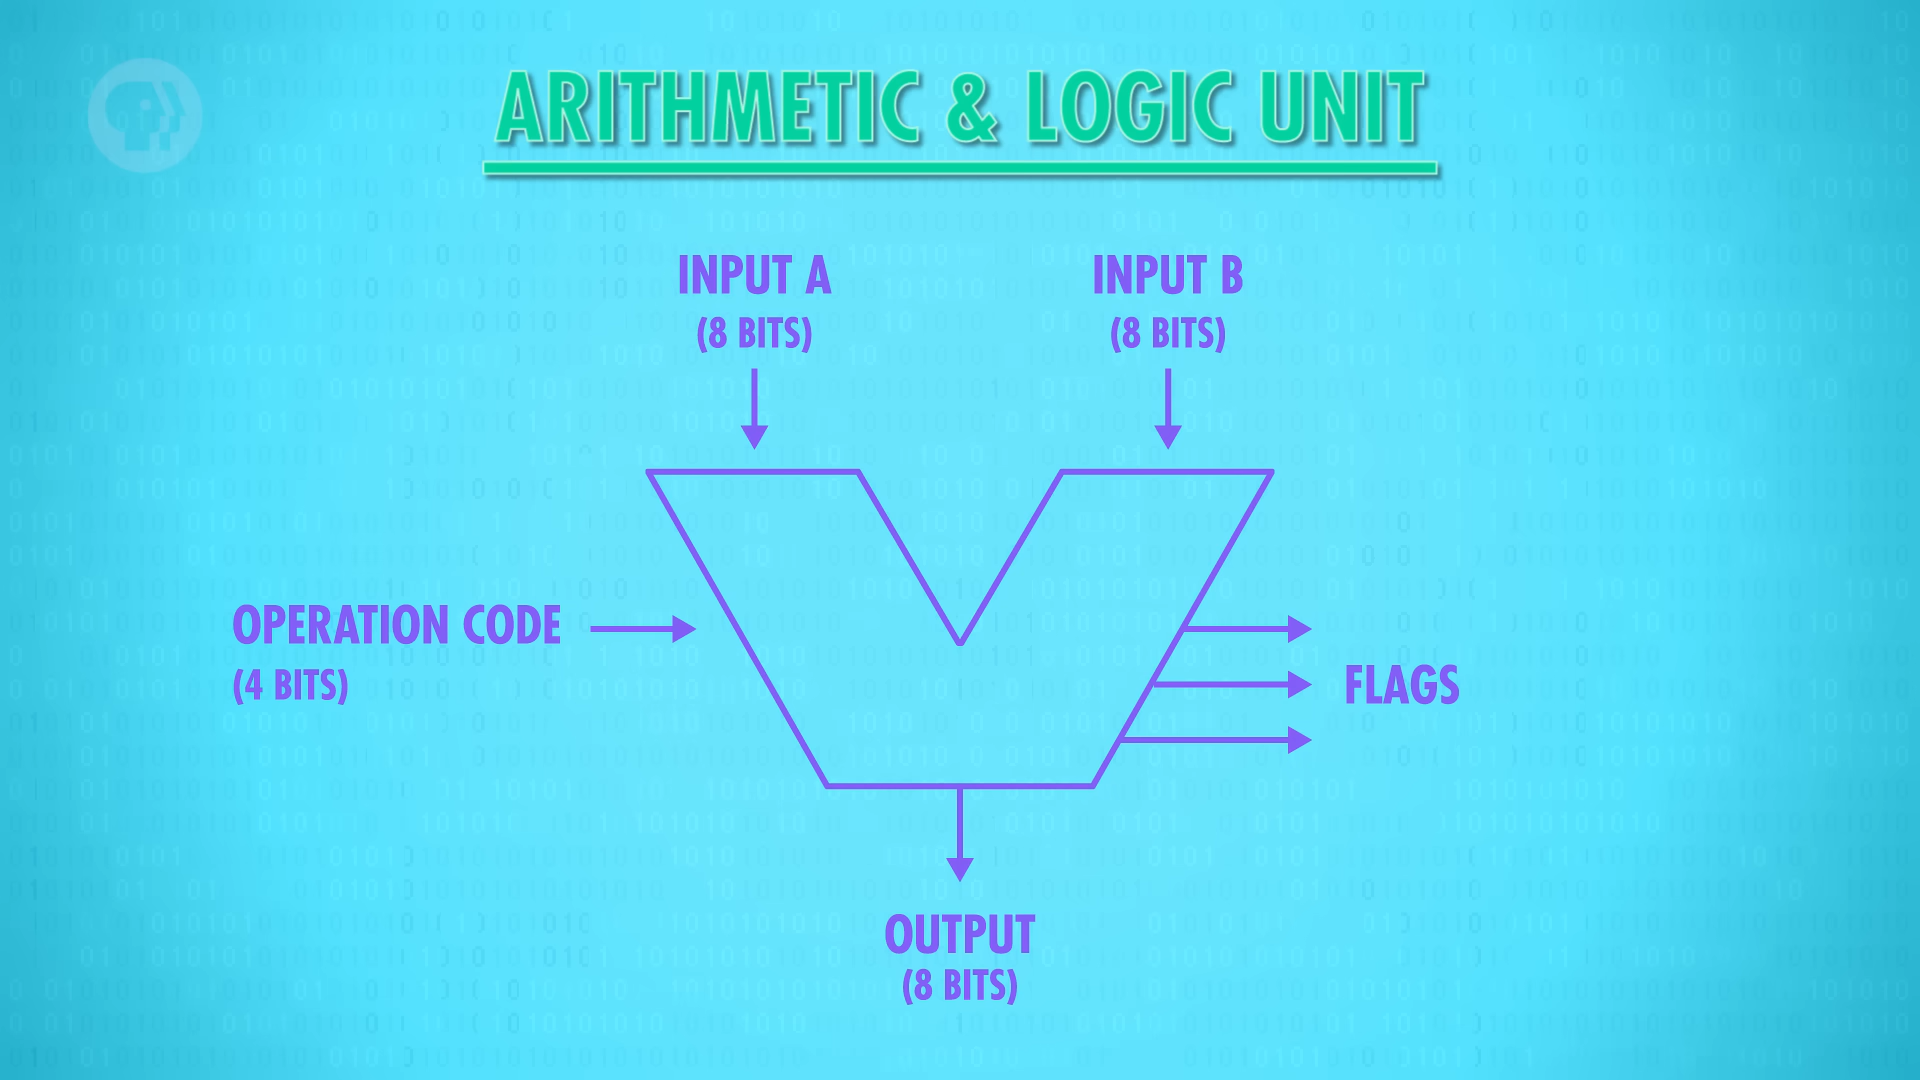 ARITHMETIC & LOGIC UNIT
INPUT A
(8 BITS)
INPUT B
(8 BITS)
OPERATION CODE
(4 BITS)
FLAGS
OUTPUT
(8 BITS)